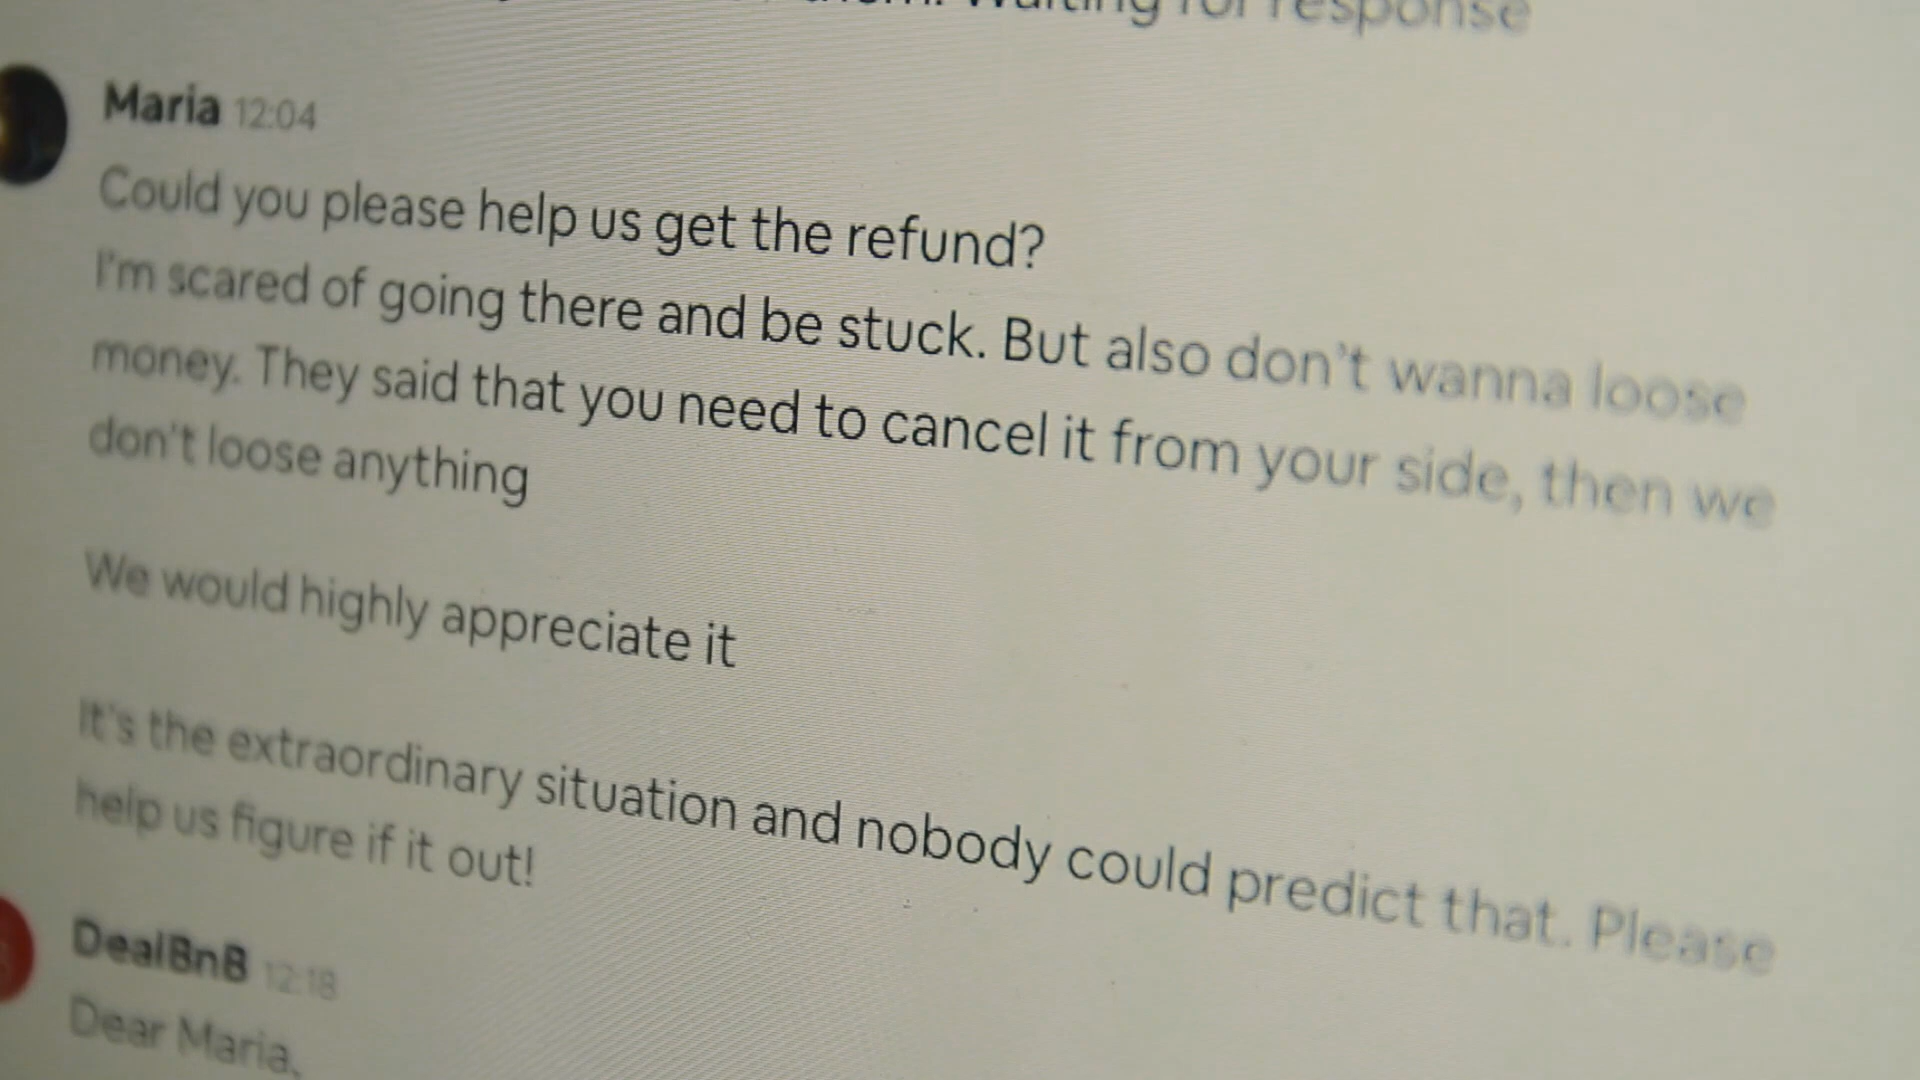 Waiting for response
Maria 12:04
Could you please help us get the refund?
I'm scared of going there and be stuck. But also don't wanna loose
money. They said that you need to cancel it from your side, then we
don't loose anything
We would highly appreciate it
It's the extraordinary situation and nobody could predict that. Please
help us figure if it out!
DealBnB 12:18
Dear Maria,